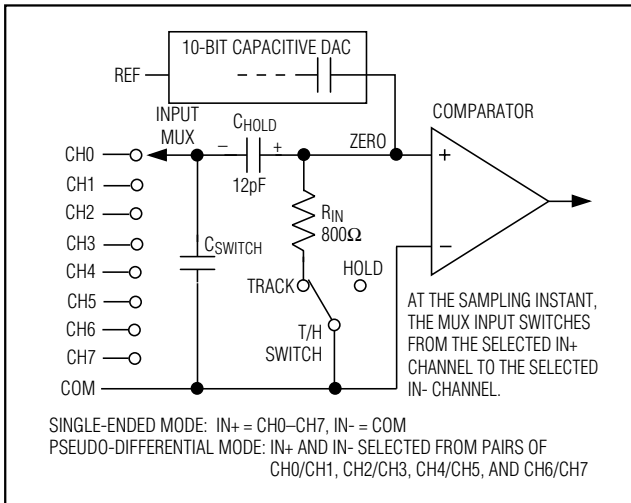 10-BIT CAPACITIVE DAC
REF
INPUT
MUX
CHOLD
– +
12pF
ZERO
COMPARATOR
+
–
CH0
CH1
CH2
CH3
CH4
CH5
CH6
CH7
COM
CSWITCH
RIN
800Ω
TRACK
HOLD
T/H
SWITCH
AT THE SAMPLING INSTANT,
THE MUX INPUT SWITCHES
FROM THE SELECTED IN+
CHANNEL TO THE SELECTED
IN- CHANNEL.
SINGLE-ENDED MODE: IN+ = CH0–CH7, IN- = COM
PSEUDO-DIFFERENTIAL MODE: IN+ AND IN- SELECTED FROM PAIRS OF
CH0/CH1, CH2/CH3, CH4/CH5, AND CH6/CH7